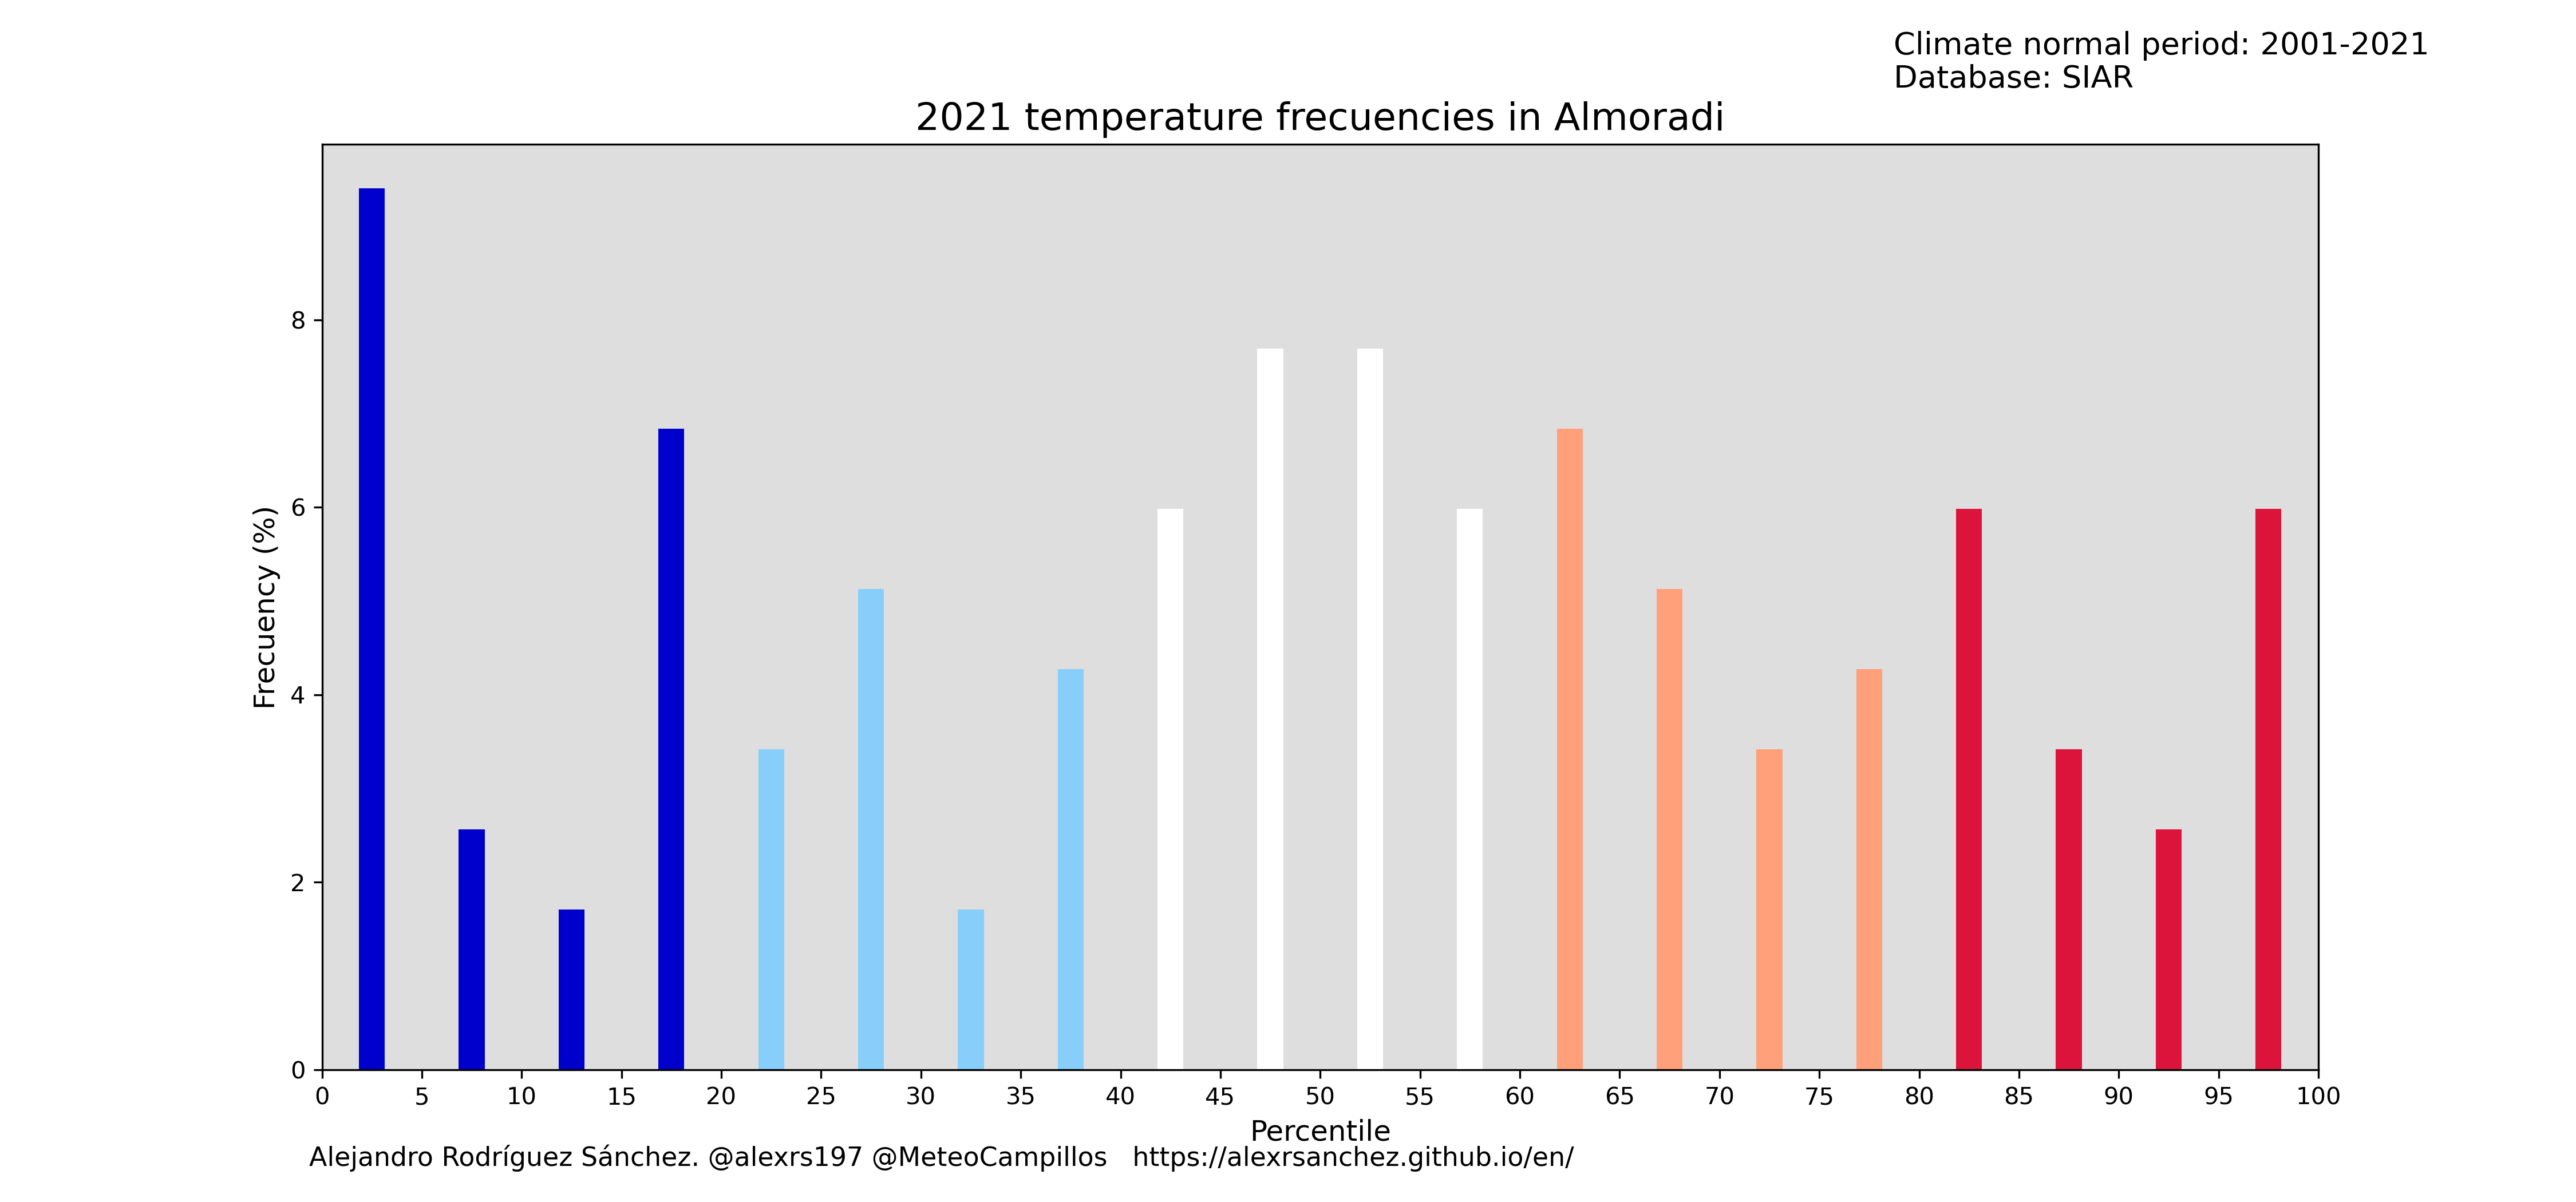 Climate normal period: 2001-2021
Database: SIAR
2021 temperature frecuencies in Almoradi
Frecuency (%)
8
6
4
2
0
0 5 10 15 20 25 30 35 40 45 50 55 60 65 70 75 80 85 90 95 100
Percentile
Alejandro Rodríguez Sánchez. @alexrs197 @MeteoCampillos https://alexrsanchez.github.io/en/